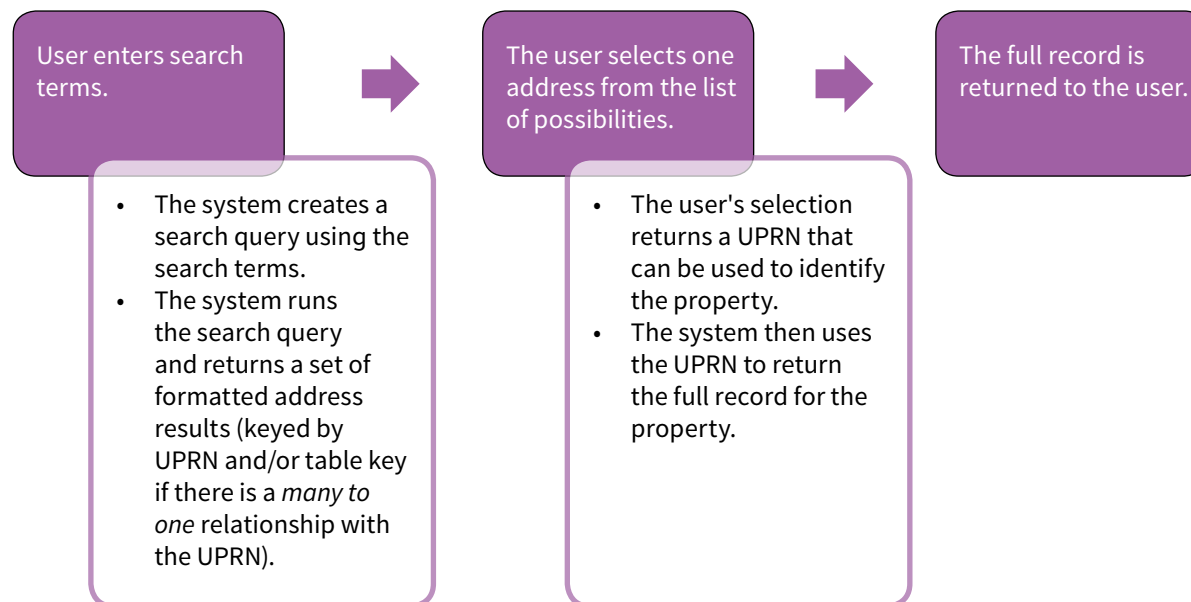 User enters search
terms.
• The system creates a
search query using the
search terms.
• The system runs
the search query
and returns a set of
formatted address
results (keyed by
UPRN and/or table key
if there is a many to
one relationship with
the UPRN).
The user selects one
address from the list
of possibilities.
• The user's selection
returns a UPRN that
can be used to identify
the property.
• The system then uses
the UPRN to return
the full record for the
property.
The full record is
returned to the user.